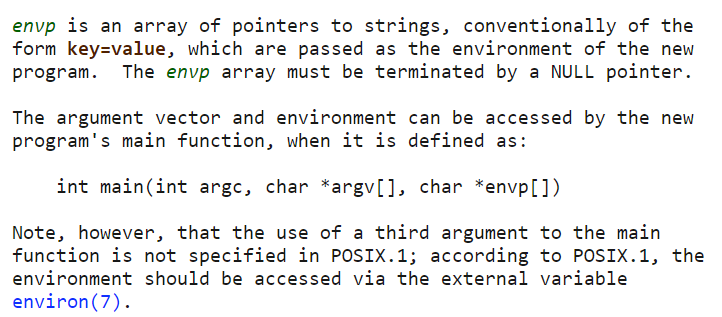 envp is an array of pointers to strings, conventionally of the
form key=value, which are passed as the environment of the new
program.  The envp array must be terminated by a NULL pointer.
The argument vector and environment can be accessed by the new
program's main function, when it is defined as:
int main(int argc, char *argv[], char *envp[])
Note, however, that the use of a third argument to the main
function is not specified in POSIX.1; according to POSIX.1, the
environment should be accessed via the external variable
environ(7).